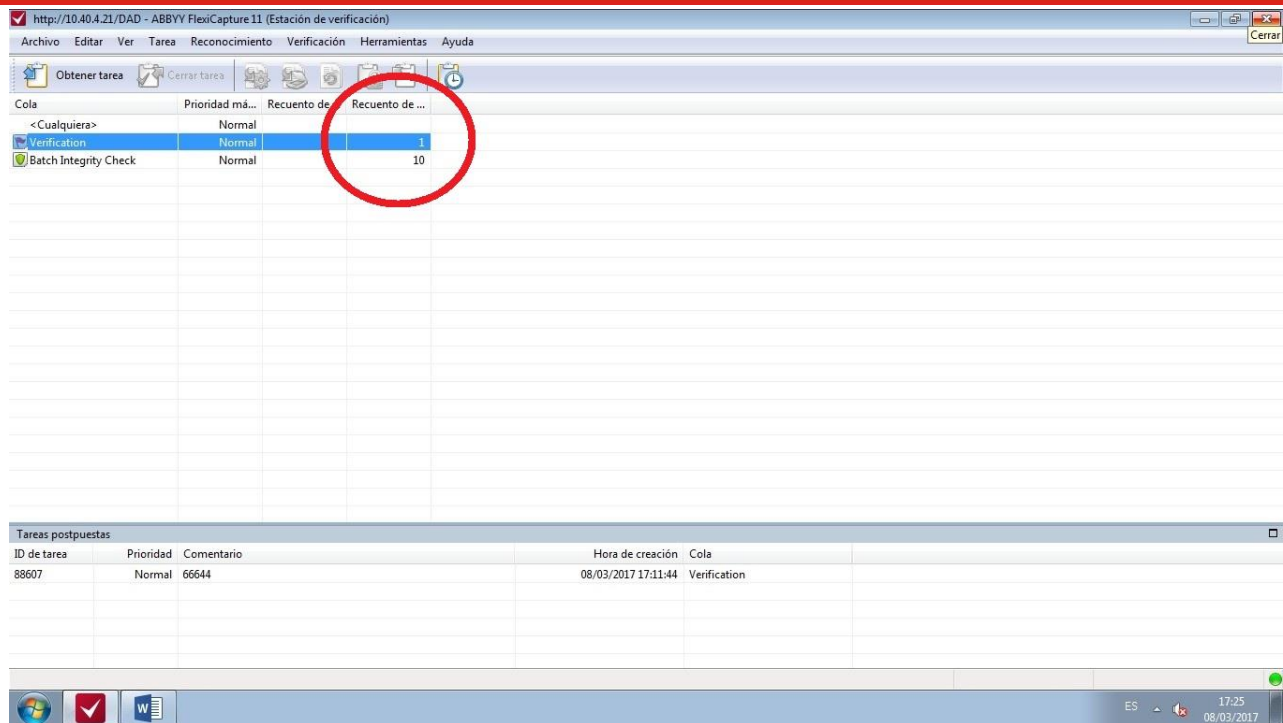 http://10.40.4.21/DAD - ABBYY FlexiCapture 11 (Estación de verificación)
Cerrar
Archivo Editar Ver Tarea Reconocimiento Verificación Herramientas Ayuda
Obtener tarea Cerrar tarea
Cola Prioridad má... Recuento de Recuento de ...
<Cualquiera> Normal
Verification Normal 1
Batch Integrity Check Normal 10
Tareas postpuestas
ID de tarea Prioridad Comentario Hora de creación Cola
88607 Normal 66644 08/03/2017 17:11:44 Verification
W
ES 17:25
08/03/2017